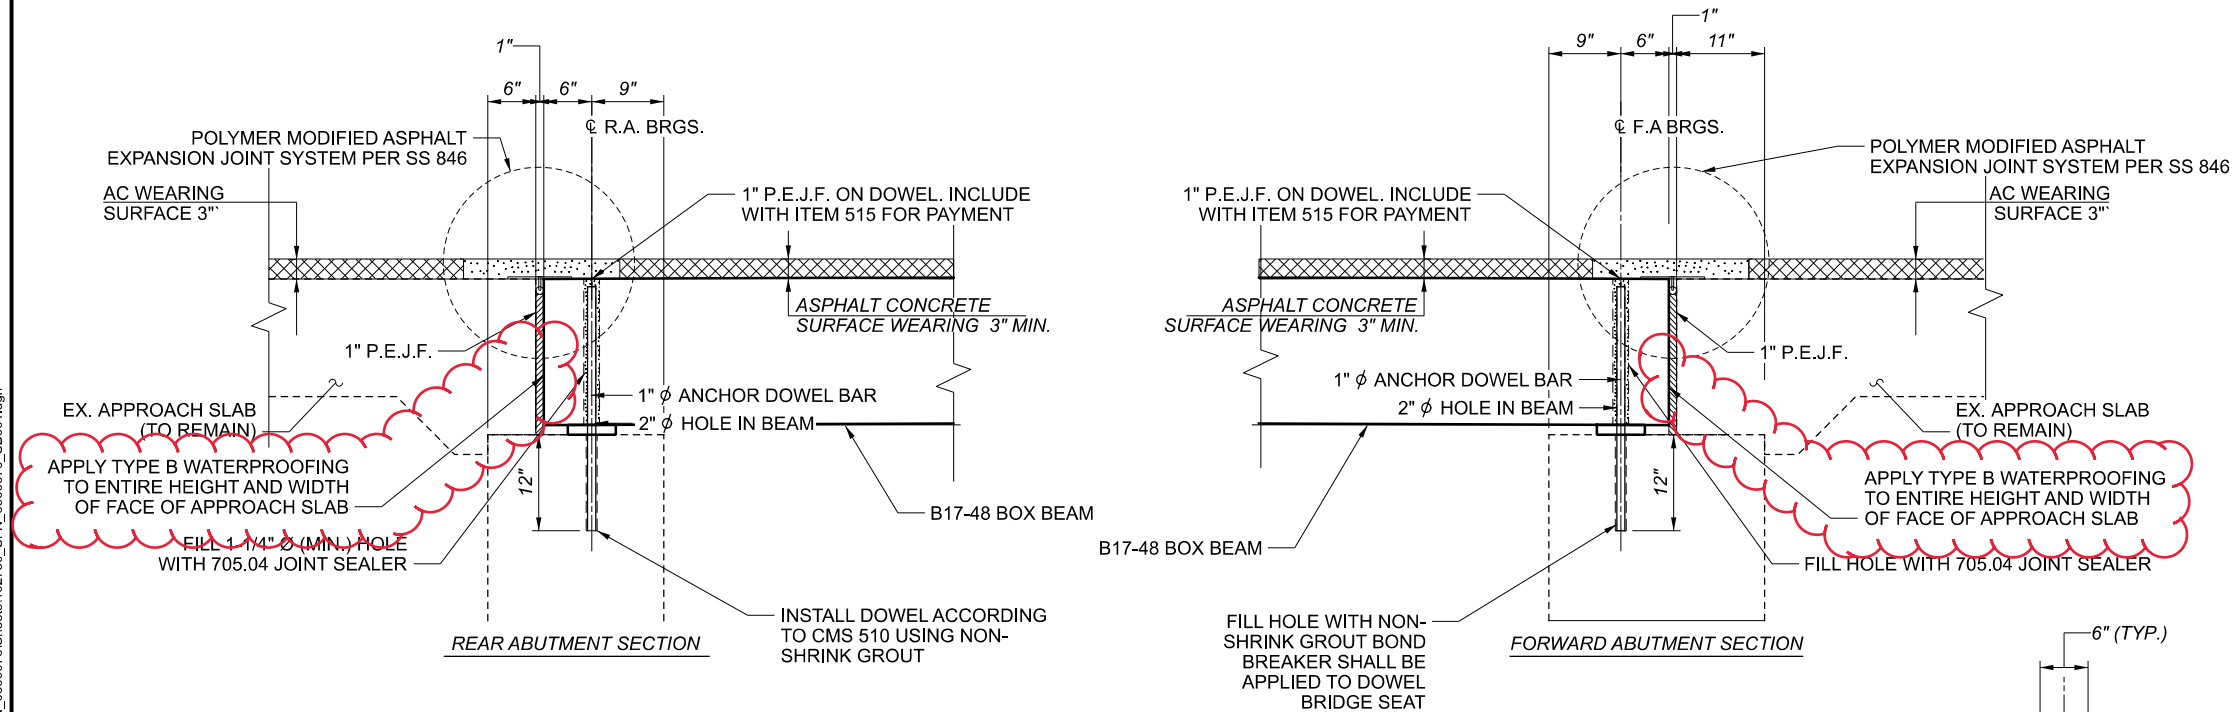 1"
6" 6" 9"
℄ R.A. BRGS.
POLYMER MODIFIED ASPHALT
EXPANSION JOINT SYSTEM PER SS 846
AC WEARING
SURFACE 3"`
1" P.E.J.F. ON DOWEL. INCLUDE
WITH ITEM 515 FOR PAYMENT
ASPHALT CONCRETE
SURFACE WEARING 3" MIN.
1" P.E.J.F.
1" ϕ ANCHOR DOWEL BAR
2" ϕ HOLE IN BEAM
EX. APPROACH SLAB
(TO REMAIN)
APPLY TYPE B WATERPROOFING
TO ENTIRE HEIGHT AND WIDTH
OF FACE OF APPROACH SLAB
12"
B17-48 BOX BEAM
FILL 1-1/4" Ø (MIN.) HOLE
WITH 705.04 JOINT SEALER
INSTALL DOWEL ACCORDING
TO CMS 510 USING NON-
SHRINK GROUT
REAR ABUTMENT SECTION
1"
9" 6" 11"
℄ F.A BRGS.
POLYMER MODIFIED ASPHALT
EXPANSION JOINT SYSTEM PER SS 846
1" P.E.J.F. ON DOWEL. INCLUDE
WITH ITEM 515 FOR PAYMENT
AC WEARING
SURFACE 3"`
ASPHALT CONCRETE
SURFACE WEARING 3" MIN.
1" P.E.J.F.
1" ϕ ANCHOR DOWEL BAR
2" ϕ HOLE IN BEAM
EX. APPROACH SLAB
(TO REMAIN)
APPLY TYPE B WATERPROOFING
TO ENTIRE HEIGHT AND WIDTH
OF FACE OF APPROACH SLAB
12"
B17-48 BOX BEAM
FILL HOLE WITH 705.04 JOINT SEALER
FILL HOLE WITH NON-
SHRINK GROUT BOND
BREAKER SHALL BE
APPLIED TO DOWEL
BRIDGE SEAT
FORWARD ABUTMENT SECTION
6" (TYP.)